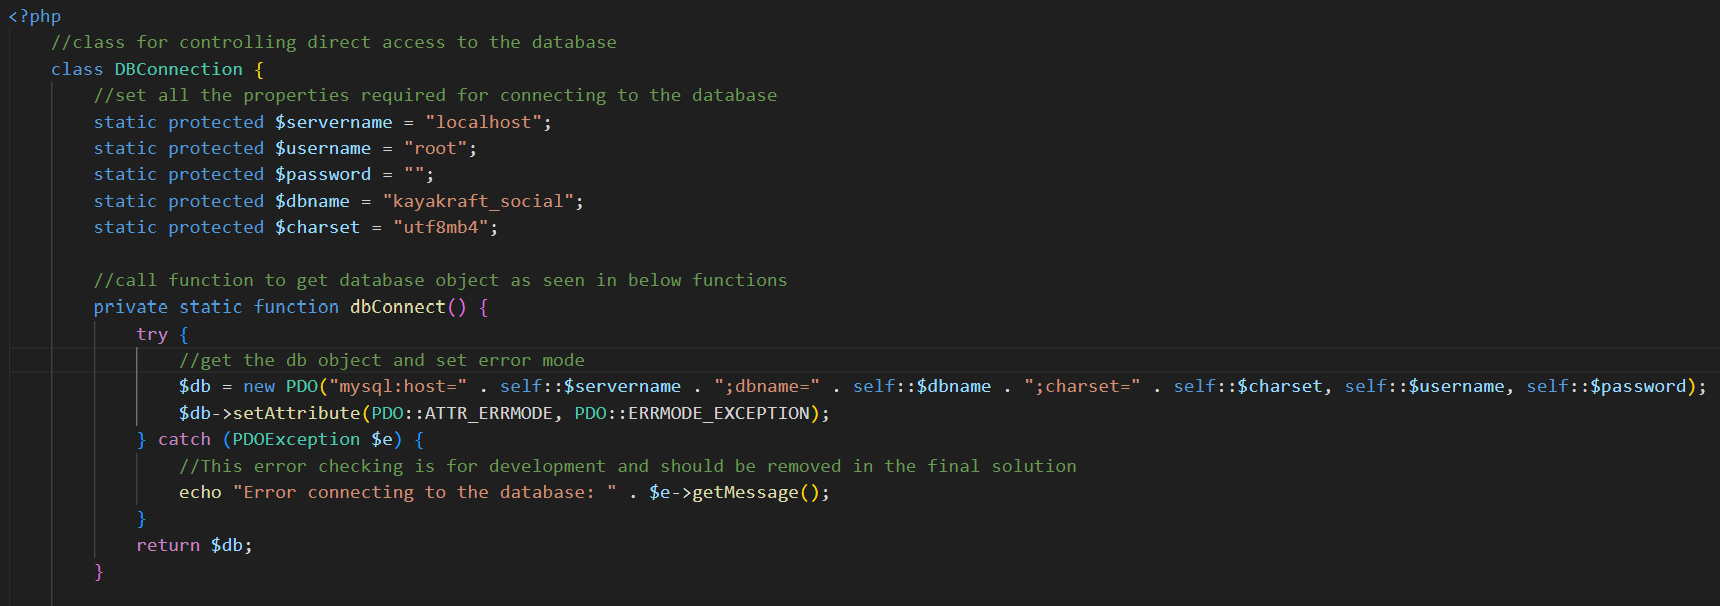 <?php
//class for controlling direct access to the database
class DBConnection {
//set all the properties required for connecting to the database
static protected $servername = "localhost";
static protected $username = "root";
static protected $password = "";
static protected $dbname = "kayakraft_social";
static protected $charset = "utf8mb4";
//call function to get database object as seen in below functions
private static function dbConnect() {
try {
//get the db object and set error mode
$db = new PDO("mysql:host=" . self::$servername . ";dbname=" . self::$dbname . ";charset=" . self::$charset, self::$username, self::$password);
$db->setAttribute(PDO::ATTR_ERRMODE, PDO::ERRMODE_EXCEPTION);
} catch (PDOException $e) {
//This error checking is for development and should be removed in the final solution
echo "Error connecting to the database: " . $e->getMessage();
}
return $db;
}